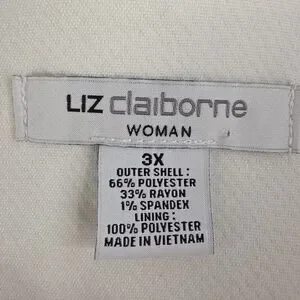 LIZ claiborne
WOMAN
3X
OUTER SHELL:
66% POLYESTER
33% RAYON
1% SPANDEX
LINING:
100% POLYESTER
MADE IN VIETNAM